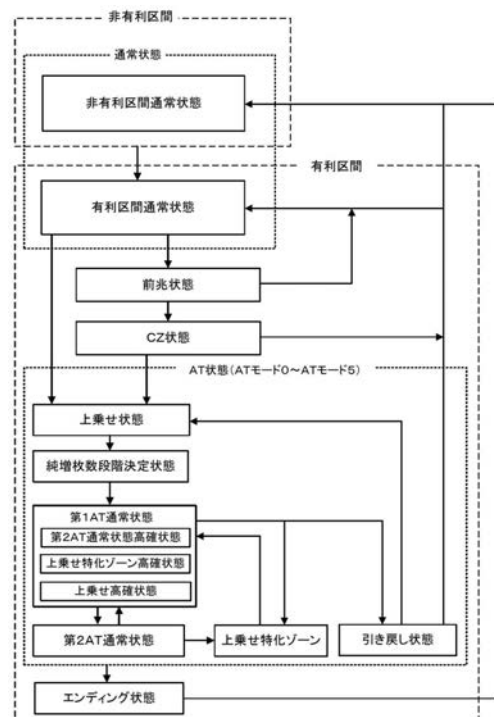 非有利区間
通常状態
非有利区間通常状態
有利区間
有利区間通常状態
前兆状態
CZ状態
AT状態(ATモード0～ATモード5)
上乗せ状態
純増枚数段階決定状態
第1AT通常状態
第2AT通常状態高確状態
上乗せ特化ゾーン高確状態
上乗せ高確状態
第2AT通常状態
上乗せ特化ゾーン
引き戻し状態
エンディング状態